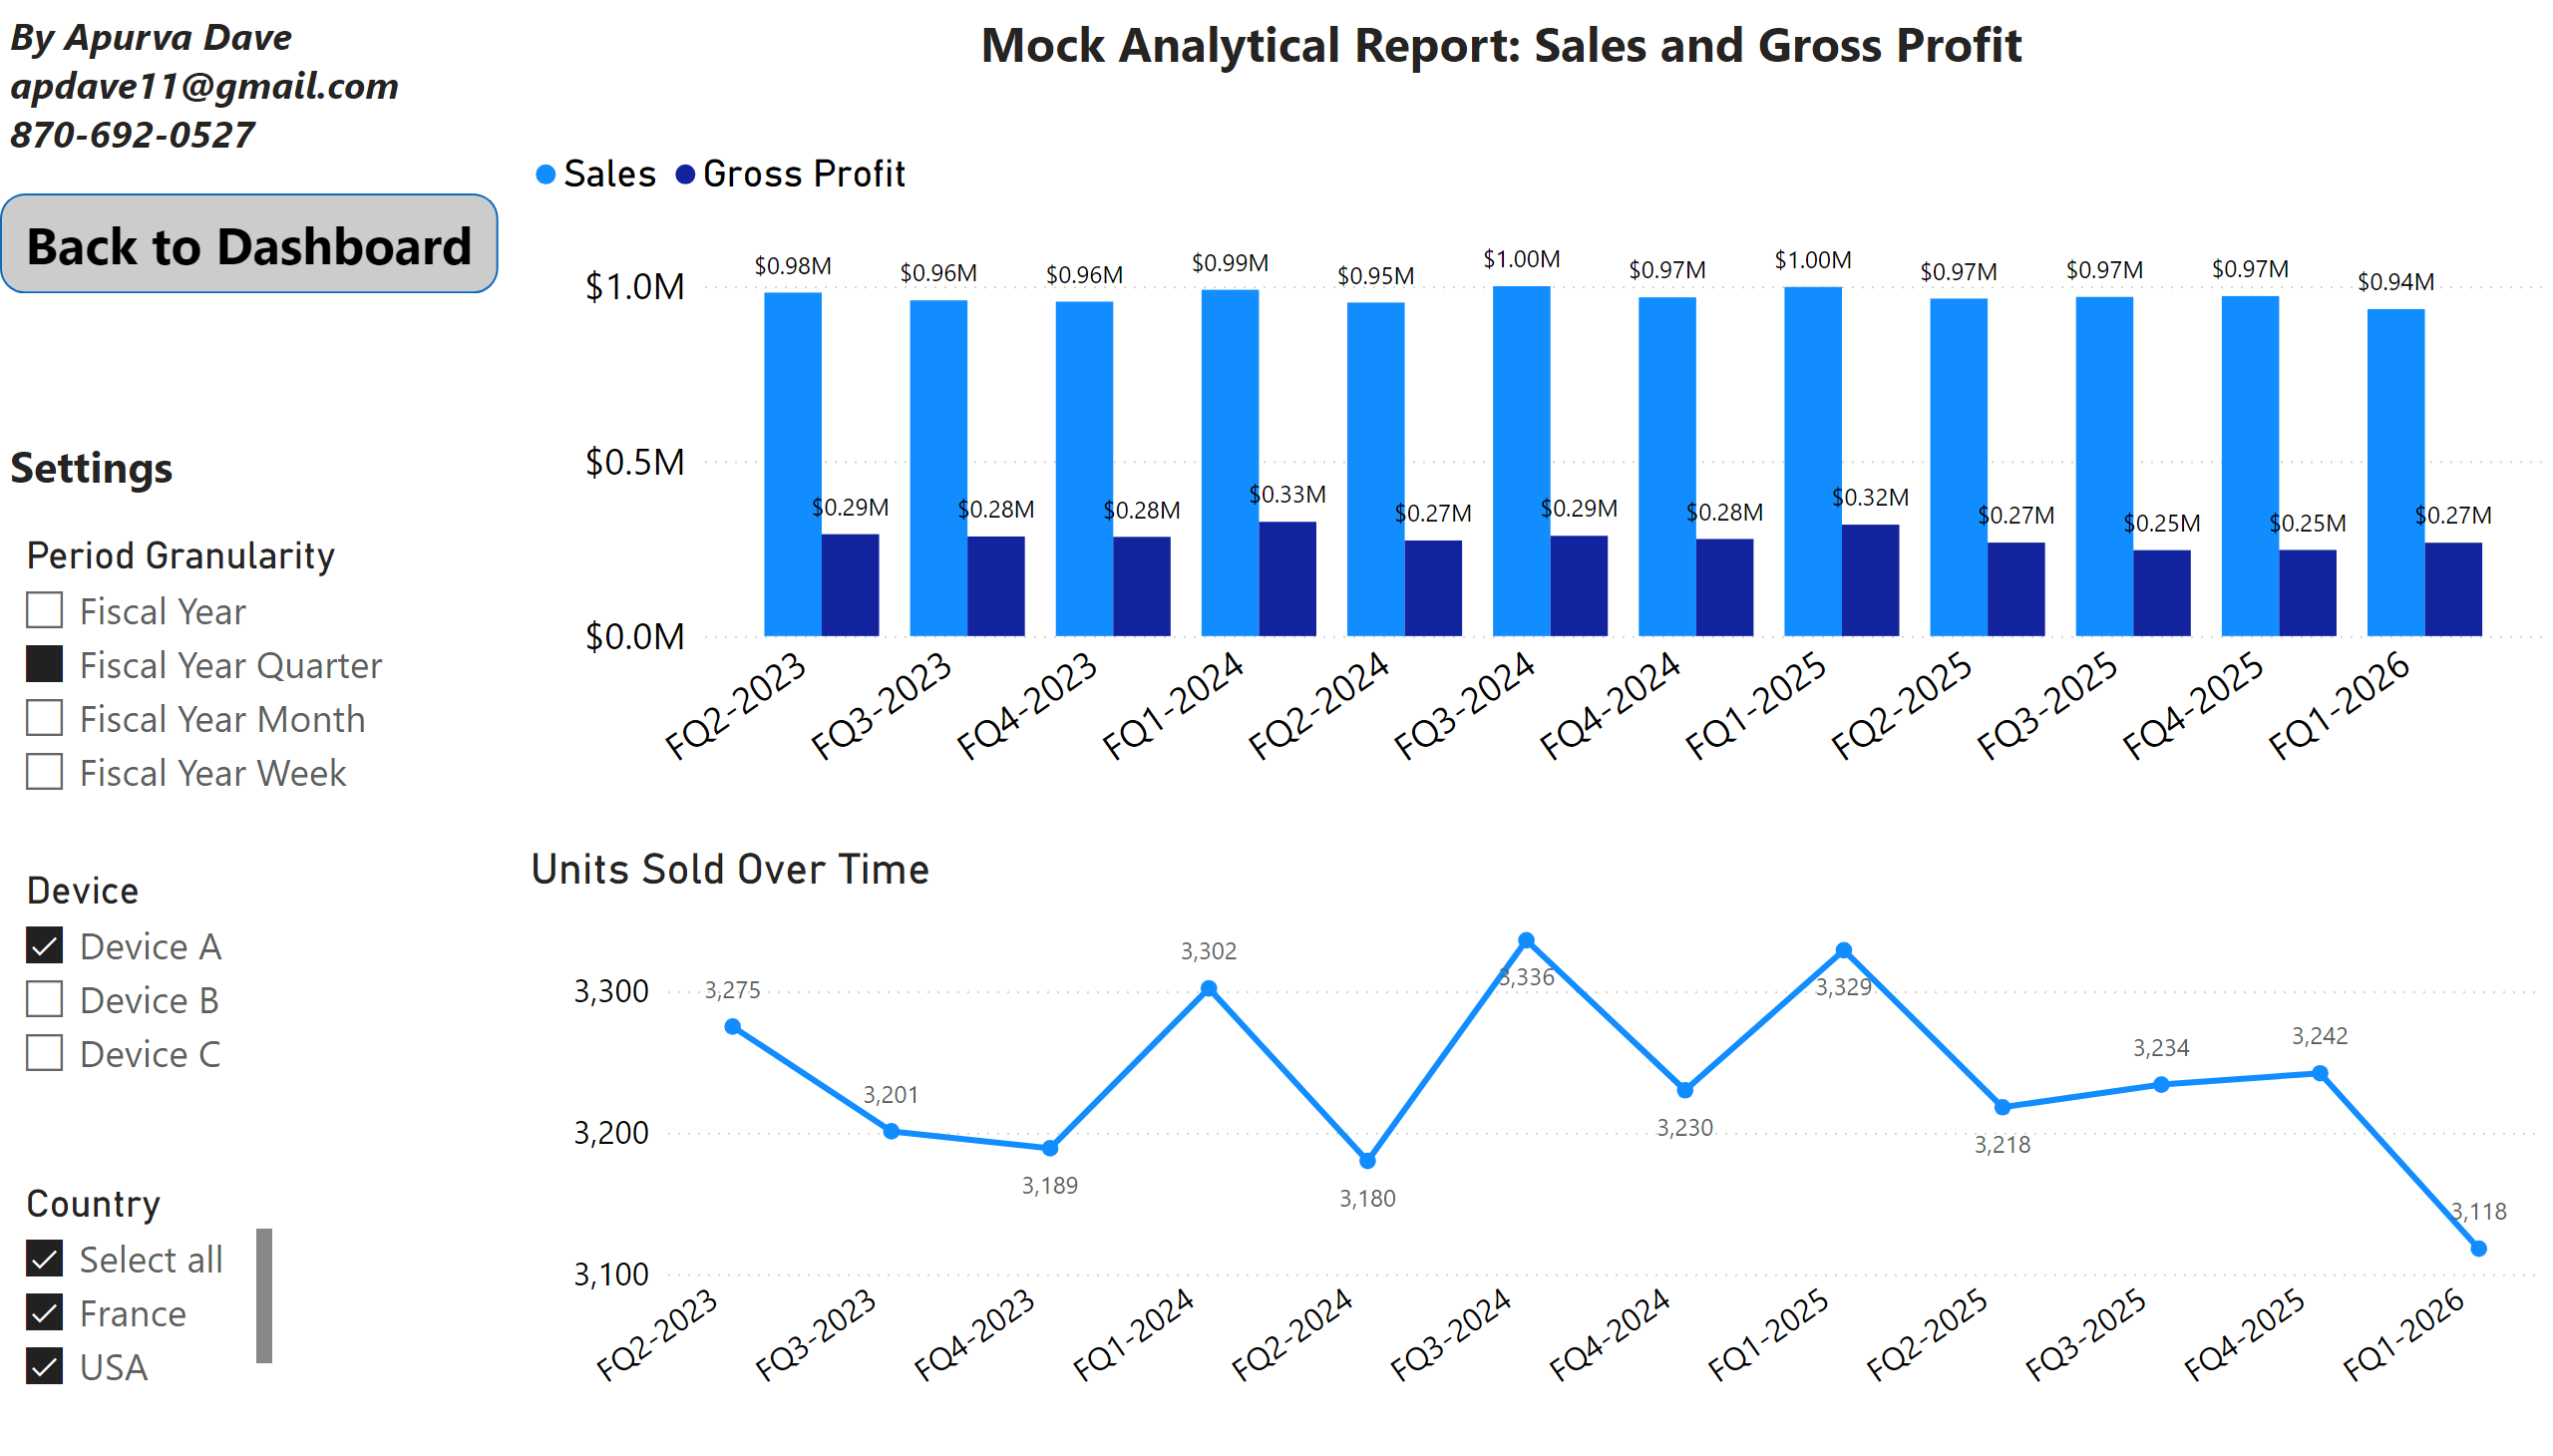 By Apurva Dave
apdave11@gmail.com
870-692-0527
Back to Dashboard
Mock Analytical Report: Sales and Gross Profit
Settings
Period Granularity
Fiscal Year
Fiscal Year Quarter
Fiscal Year Month
Fiscal Year Week
Device
Device A
Device B
Device C
Country
Select all
France
USA
Sales Gross Profit
$1.0M
$0.5M
$0.0M
$0.98M $0.96M $0.96M $0.99M $0.95M $1.00M $0.97M $1.00M $0.97M $0.97M $0.97M $0.94M
$0.29M $0.28M $0.28M $0.33M $0.27M $0.29M $0.28M $0.32M $0.27M $0.25M $0.25M $0.27M
FQ2-2023 FQ3-2023 FQ4-2023 FQ1-2024 FQ2-2024 FQ3-2024 FQ4-2024 FQ1-2025 FQ2-2025 FQ3-2025 FQ4-2025 FQ1-2026
Units Sold Over Time
3,300
3,200
3,100
3,275 3,201 3,189 3,302 3,180 3,336 3,230 3,329 3,218 3,234 3,242 3,118
FQ2-2023 FQ3-2023 FQ4-2023 FQ1-2024 FQ2-2024 FQ3-2024 FQ4-2024 FQ1-2025 FQ2-2025 FQ3-2025 FQ4-2025 FQ1-2026